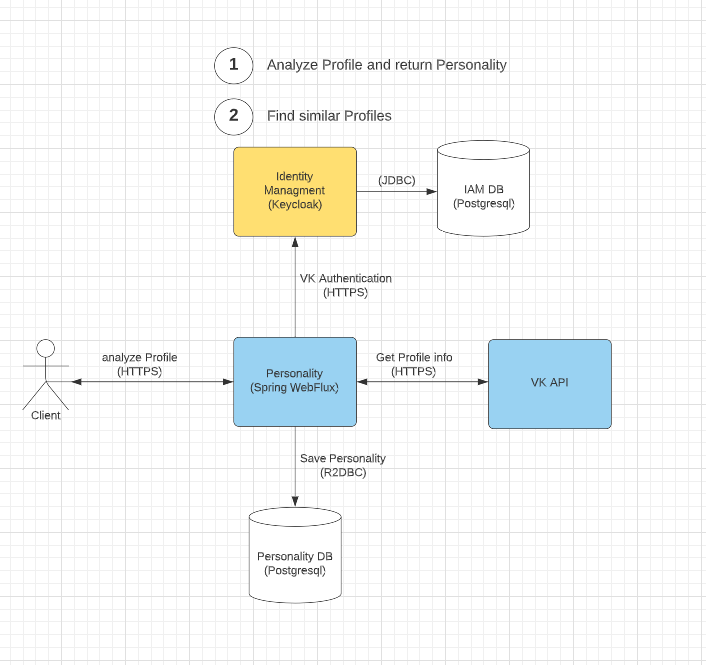 1 Analyze Profile and return Personality
2 Find similar Profiles
Identity
Managment
(Keycloak)
(JDBC)
IAM DB
(Postgresql)
VK Authentication
(HTTPS)
analyze Profile
(HTTPS)
Personality
(Spring WebFlux)
Get Profile info
(HTTPS)
VK API
Client
Save Personality
(R2DBC)
Personality DB
(Postgresql)